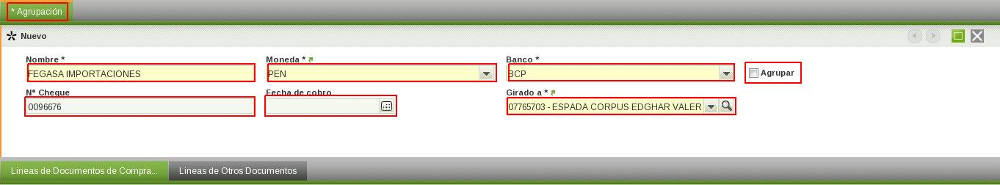 * Agrupación
Nuevo
Nombre * Moneda * Banco *
FEGASA IMPORTACIONES PEN BCP Agrupar
Nº Cheque Fecha de cobro Girado a *
0096676 07765703 - ESPADA CORPUS EDGHAR VALER
Lineas de Documentos de Compra... Lineas de Otros Documentos